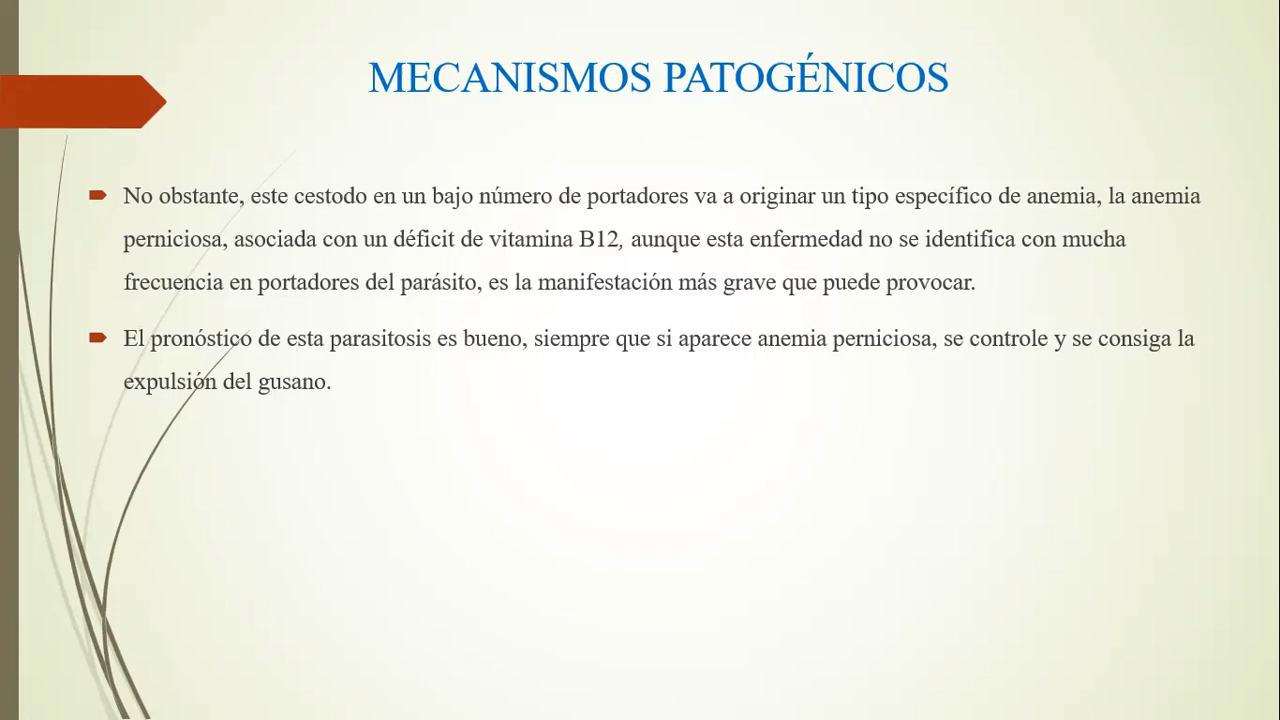 MECANISMOS PATOGÉNICOS
No obstante, este cestodo en un bajo número de portadores va a originar un tipo específico de anemia, la anemia
perniciosa, asociada con un déficit de vitamina B12, aunque esta enfermedad no se identifica con mucha
frecuencia en portadores del parásito, es la manifestación más grave que puede provocar.
El pronóstico de esta parasitosis es bueno, siempre que si aparece anemia perniciosa, se controle y se consiga la
expulsión del gusano.